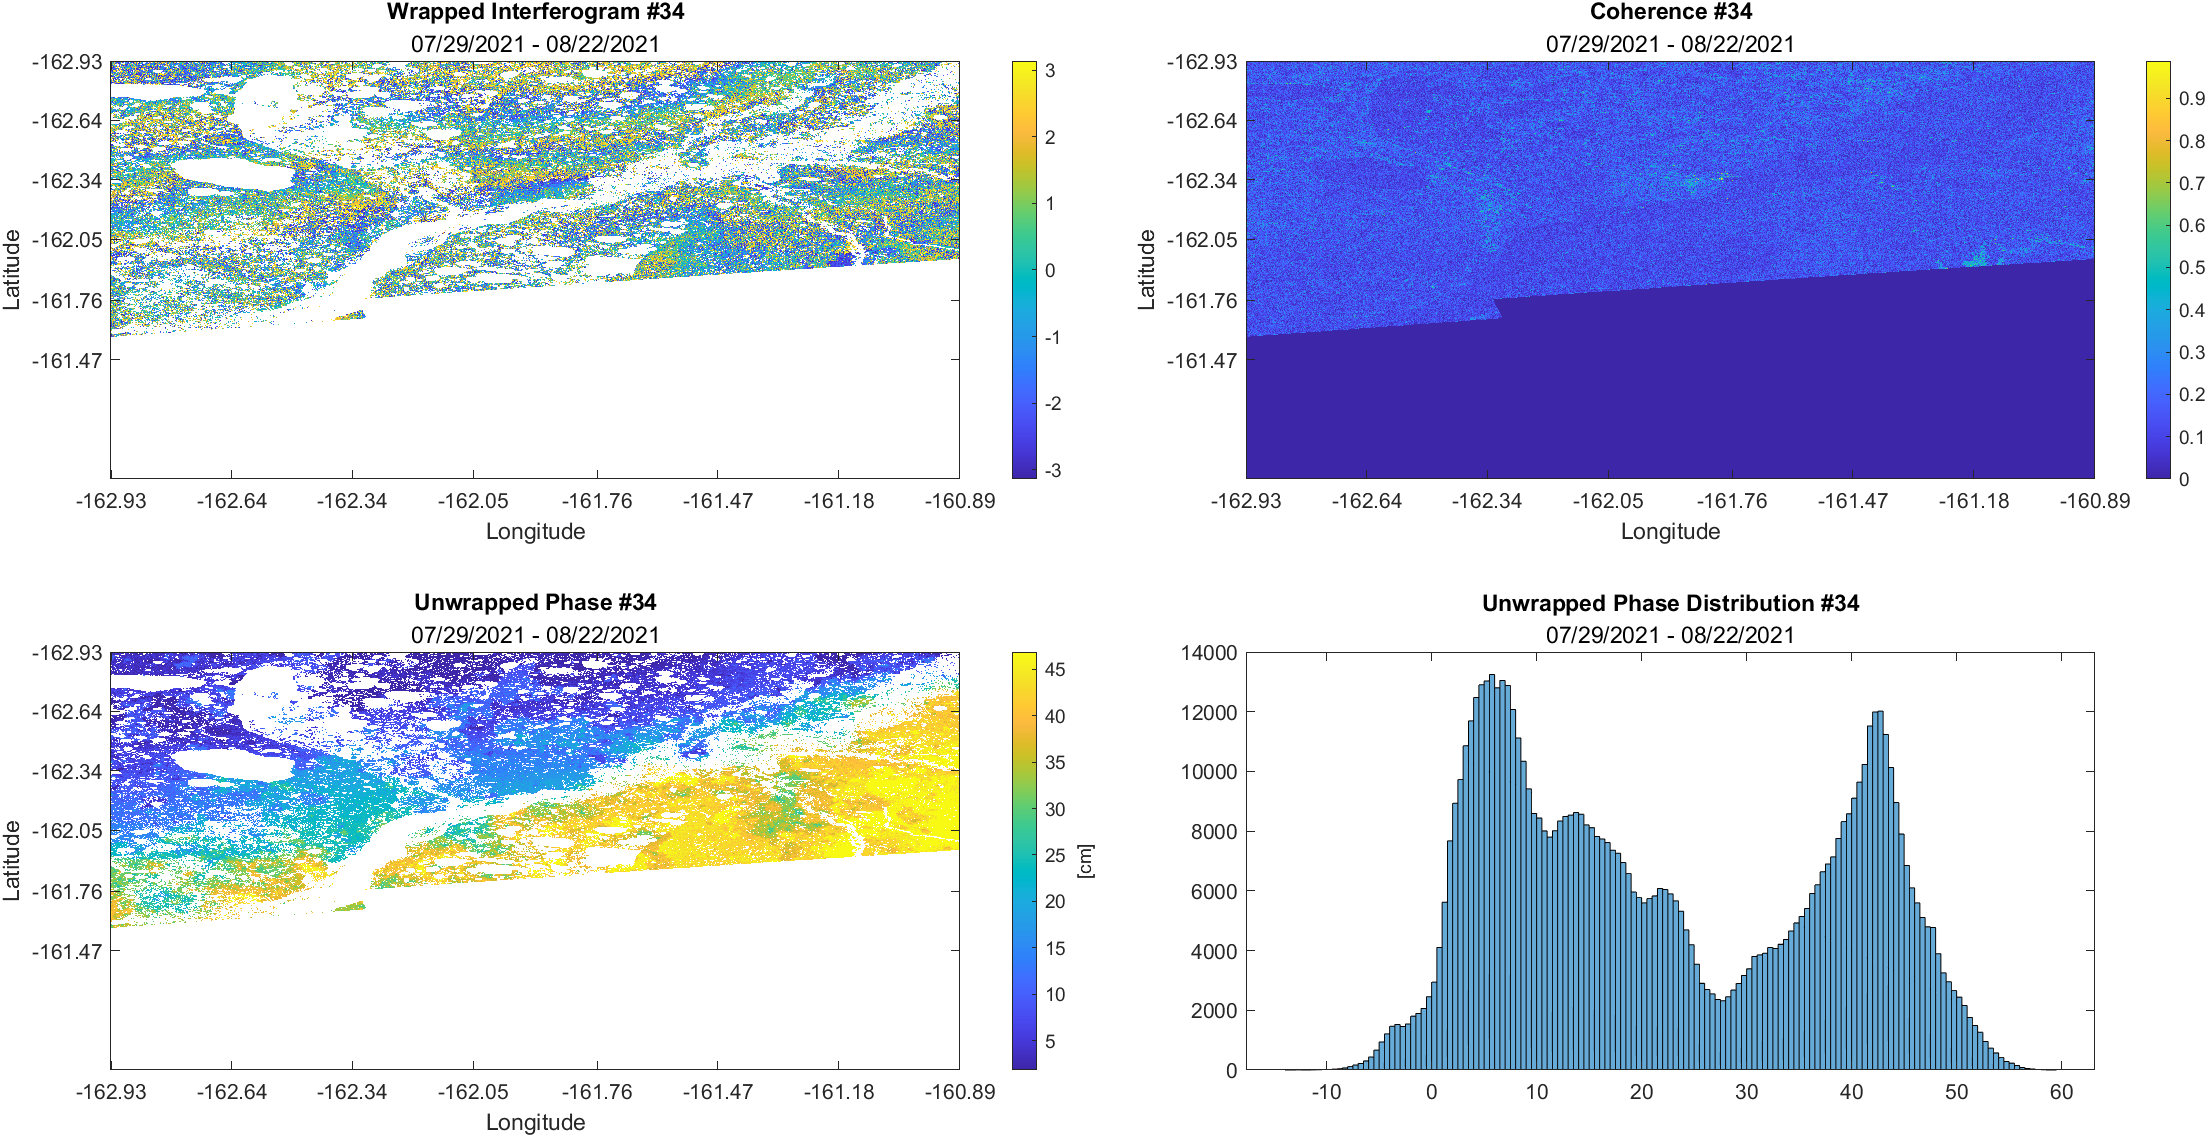 Wrapped Interferogram #34
07/29/2021 - 08/22/2021
-162.93
-162.64
-162.34
-162.05
-161.76
-161.47
Latitude
-162.93 -162.64 -162.34 -162.05 -161.76 -161.47 -161.18 -160.89
Longitude
3
2
1
0
-1
-2
-3
Coherence #34
07/29/2021 - 08/22/2021
-162.93
-162.64
-162.34
-162.05
-161.76
-161.47
Latitude
-162.93 -162.64 -162.34 -162.05 -161.76 -161.47 -161.18 -160.89
Longitude
0.9
0.8
0.7
0.6
0.5
0.4
0.3
0.2
0.1
0
Unwrapped Phase #34
07/29/2021 - 08/22/2021
-162.93
-162.64
-162.34
-162.05
-161.76
-161.47
Latitude
-162.93 -162.64 -162.34 -162.05 -161.76 -161.47 -161.18 -160.89
Longitude
45
40
35
30
25
20
15
10
5
[cm]
Unwrapped Phase Distribution #34
07/29/2021 - 08/22/2021
14000
12000
10000
8000
6000
4000
2000
0
-10 0 10 20 30 40 50 60